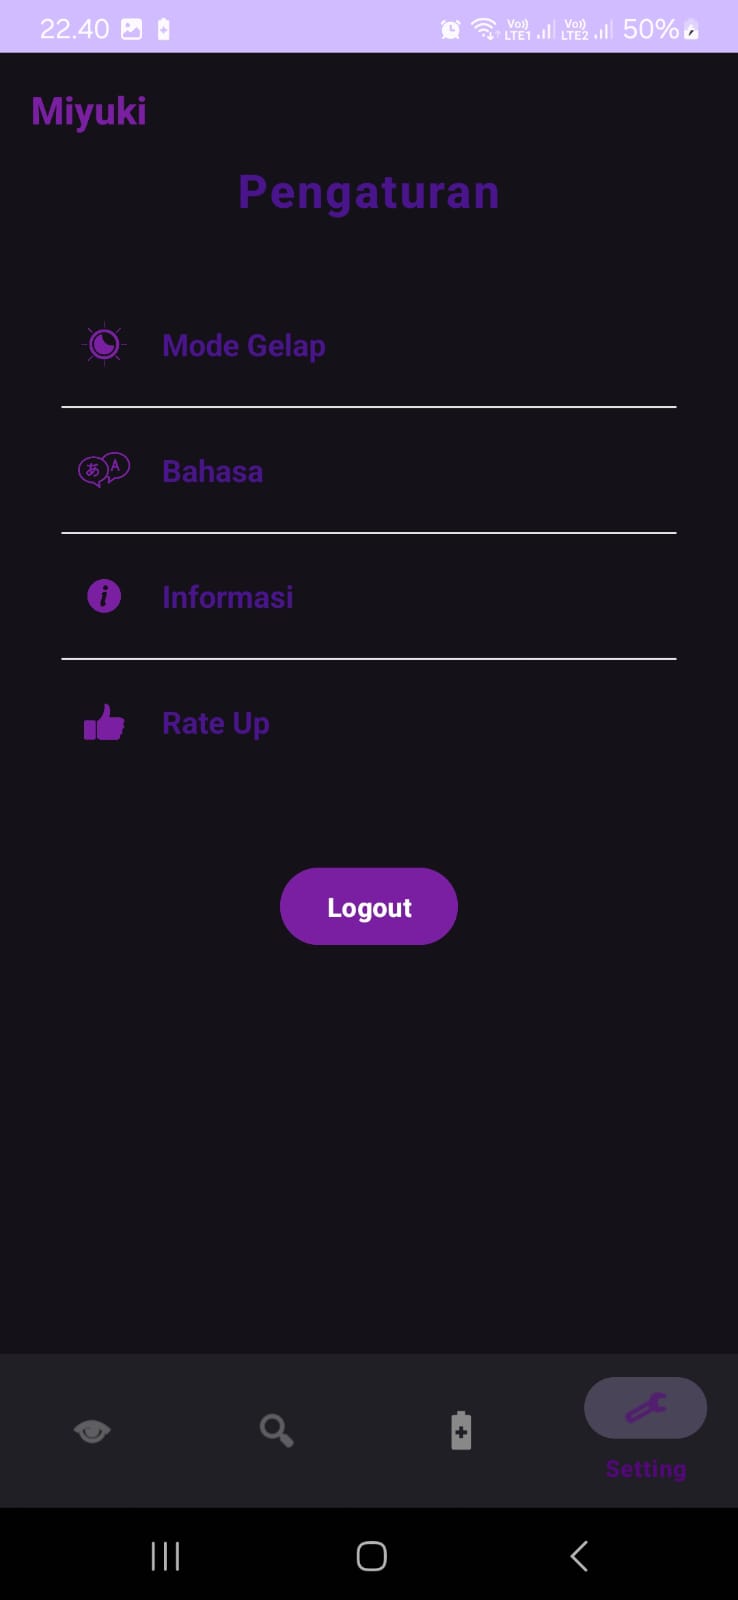 22.40 Vo)) LTE1 Vo)) LTE2 50%
Miyuki
Pengaturan
Mode Gelap
あ A Bahasa
i Informasi
Rate Up
Logout
Setting